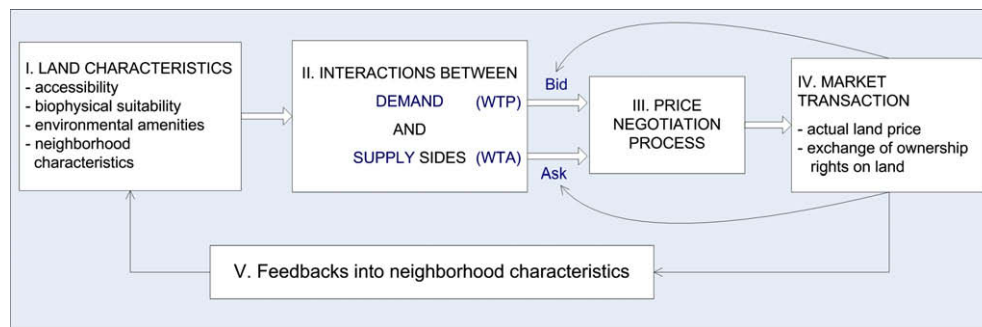 I. LAND CHARACTERISTICS
- accessibility
- biophysical suitability
- environmental amenities
- neighborhood
characteristics
II. INTERACTIONS BETWEEN
DEMAND (WTP)
AND
SUPPLY SIDES (WTA)
Bid
Ask
III. PRICE
NEGOTIATION
PROCESS
IV. MARKET
TRANSACTION
- actual land price
- exchange of ownership
rights on land
V. Feedbacks into neighborhood characteristics